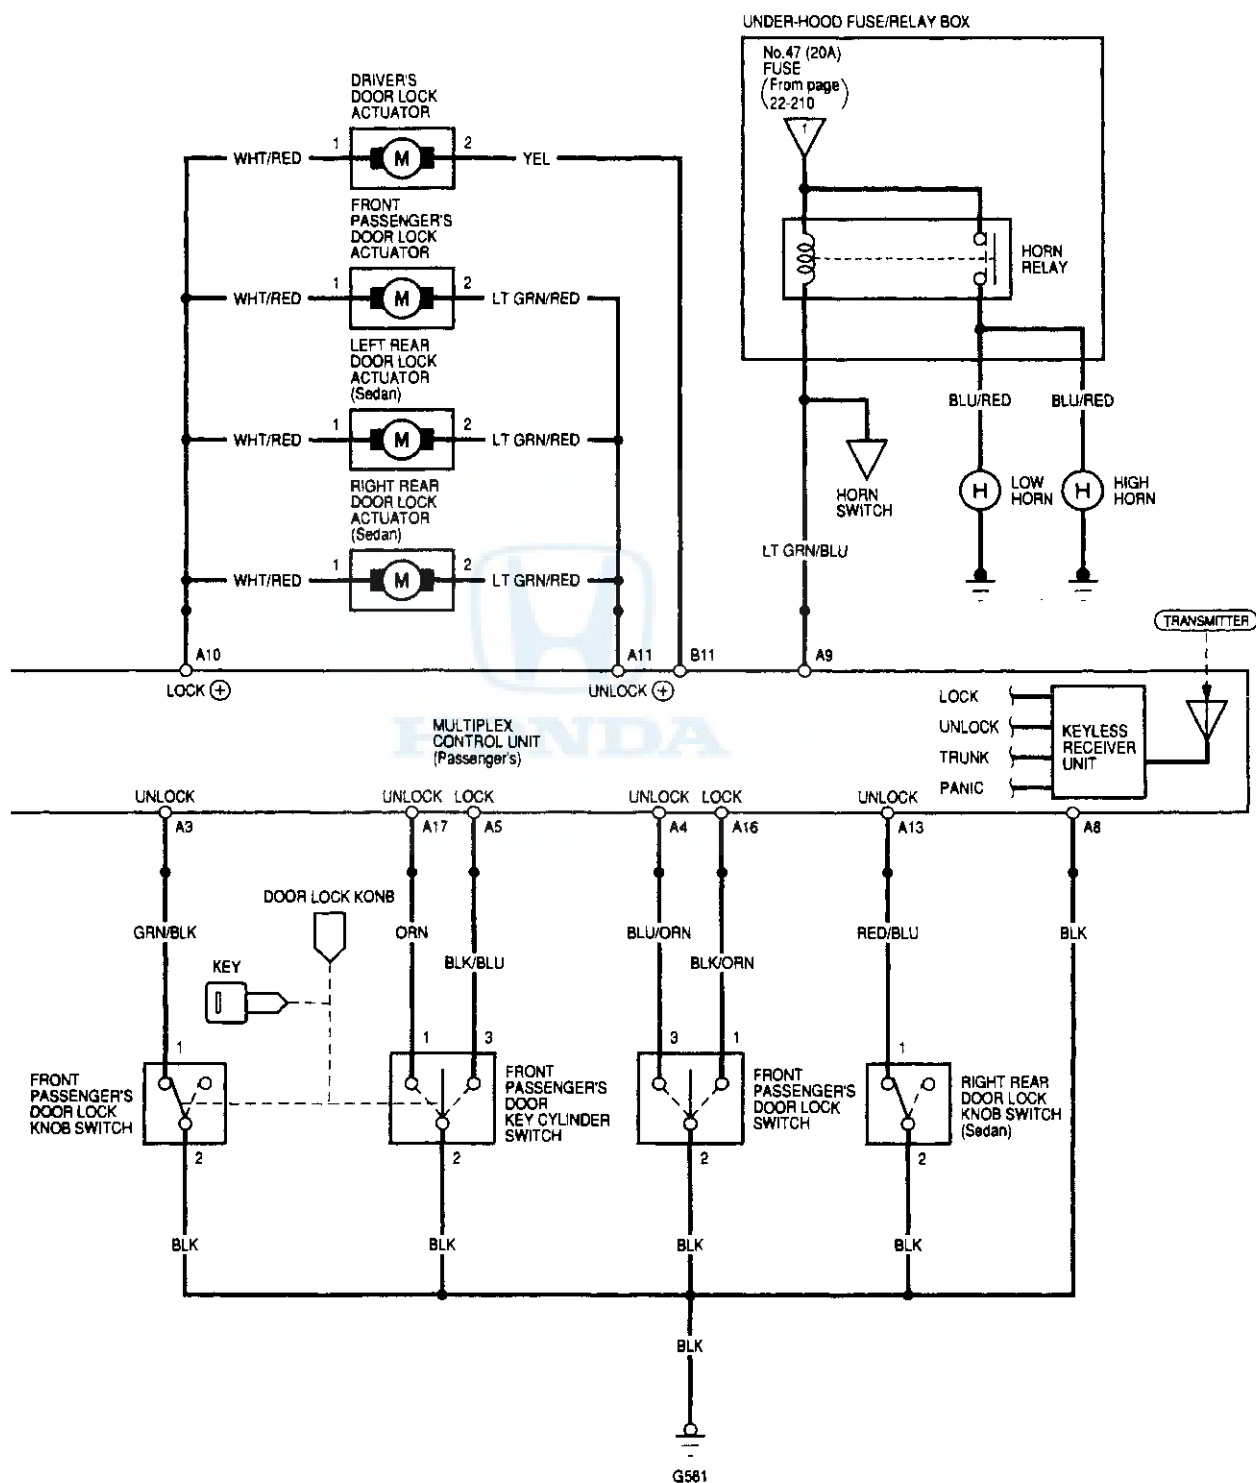 UNDER-HOOD FUSE/RELAY BOX
No.47 (20A)
FUSE
(From page
22-210)
1
HORN
RELAY
BLU/RED
BLU/RED
HORN
SWITCH
H
LOW
HORN
H
HIGH
HORN
LT GRN/BLU
DRIVER'S
DOOR LOCK
ACTUATOR
WHT/RED
1
M
2
YEL
FRONT
PASSENGER'S
DOOR LOCK
ACTUATOR
WHT/RED
1
M
2
LT GRN/RED
LEFT REAR
DOOR LOCK
ACTUATOR
(Sedan)
WHT/RED
1
M
2
LT GRN/RED
RIGHT REAR
DOOR LOCK
ACTUATOR
(Sedan)
WHT/RED
1
M
2
LT GRN/RED
TRANSMITTER
A10
A11
B11
A9
LOCK +
UNLOCK +
HONDA
MULTIPLEX
CONTROL UNIT
(Passenger's)
LOCK
UNLOCK
TRUNK
PANIC
KEYLESS
RECEIVER
UNIT
UNLOCK
UNLOCK
LOCK
UNLOCK
LOCK
UNLOCK
A3
A17
A5
A4
A16
A13
A8
DOOR LOCK KONB
KEY
GRN/BLK
ORN
BLK/BLU
BLU/ORN
BLK/ORN
RED/BLU
BLK
1
2
FRONT
PASSENGER'S
DOOR LOCK
KNOB SWITCH
1
3
2
FRONT
PASSENGER'S
DOOR
KEY CYLINDER
SWITCH
3
1
2
FRONT
PASSENGER'S
DOOR LOCK
SWITCH
1
2
RIGHT REAR
DOOR LOCK
KNOB SWITCH
(Sedan)
BLK
BLK
BLK
BLK
BLK
G581